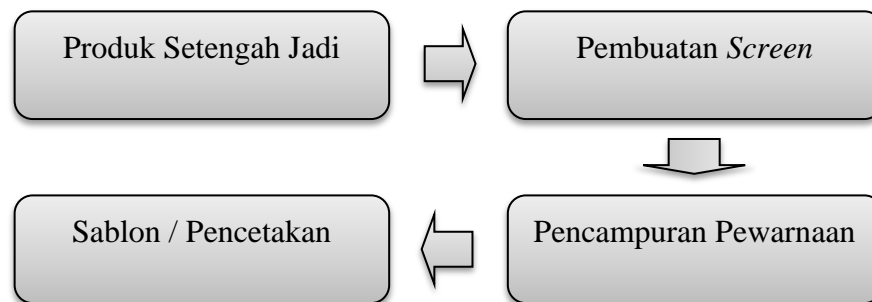 Produk Setengah Jadi
Pembuatan Screen
Pencampuran Pewarnaan
Sablon / Pencetakan